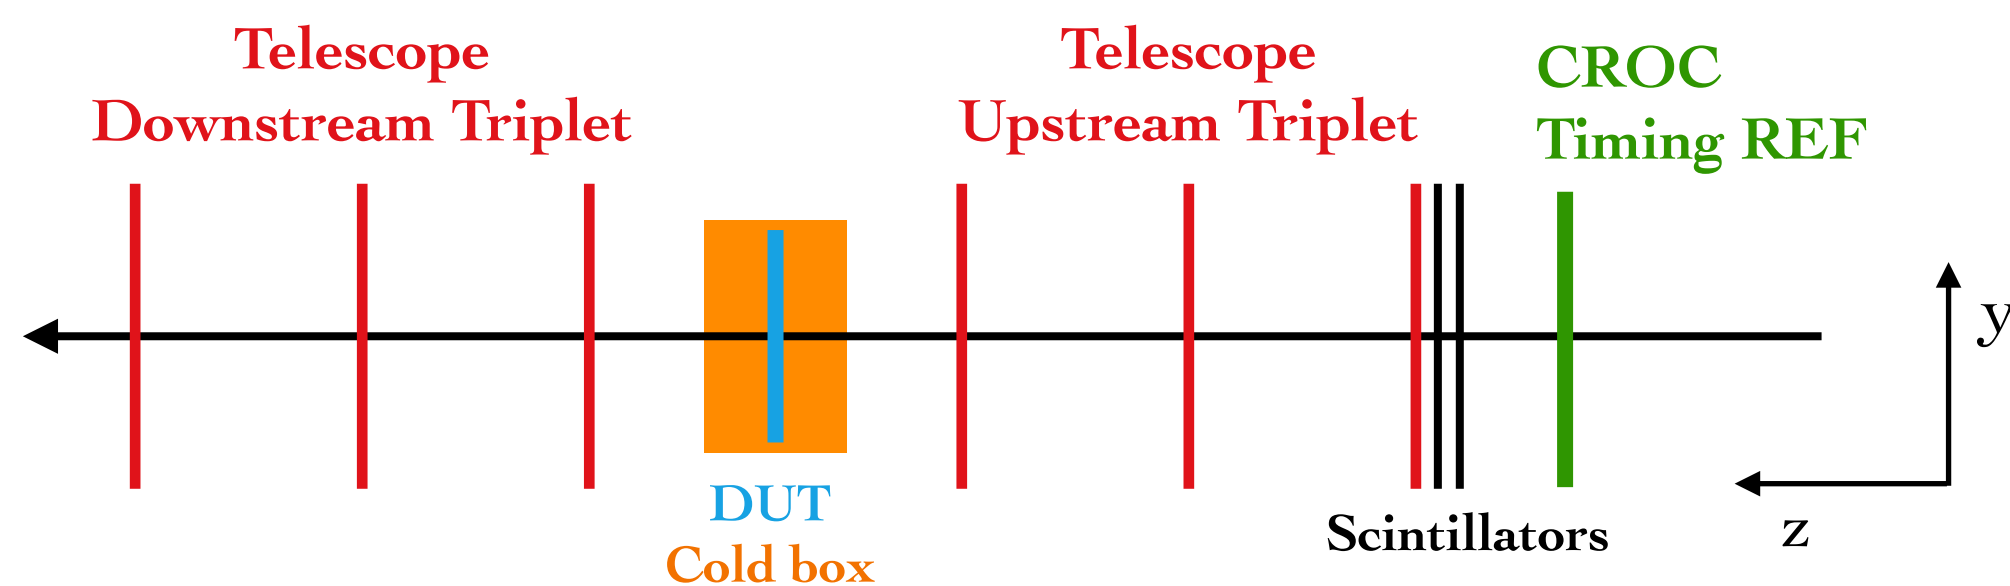 Telescope
Downstream Triplet
Telescope
Upstream Triplet
CROC
Timing REF
y
DUT
Cold box
Scintillators
z